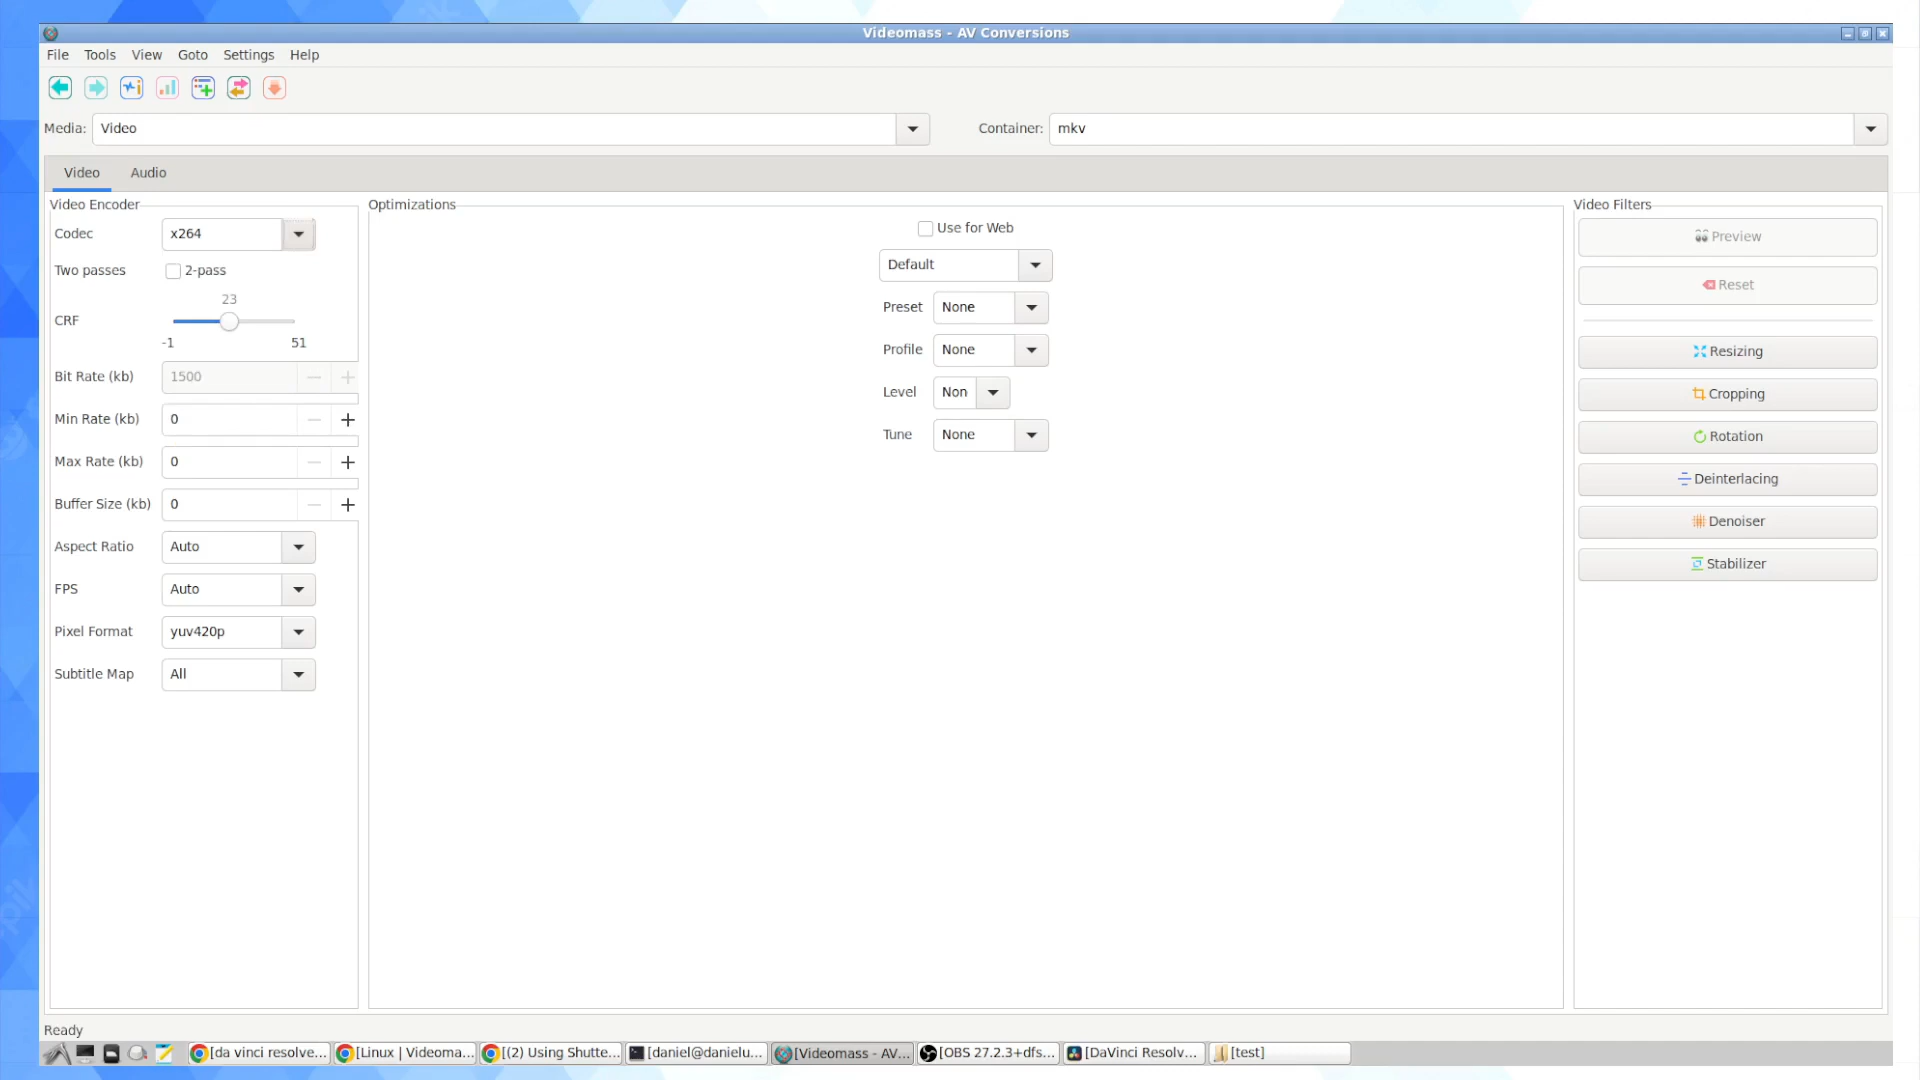 Videomass - AV Conversions
File Tools View Goto Settings Help
Media: Video Container: mkv
Video Audio
Video Encoder
Codec x264
Two passes 2-pass
23
CRF
-1 51
Bit Rate (kb) 1500
Min Rate (kb) 0
Max Rate (kb) 0
Buffer Size (kb) 0
Aspect Ratio Auto
FPS Auto
Pixel Format yuv420p
Subtitle Map All
Optimizations
Use for Web
Default
Preset None
Profile None
Level Non
Tune None
Video Filters
Preview
Reset
Resizing
Cropping
Rotation
Deinterlacing
Denoiser
Stabilizer
Ready
[da vinci resolve... [Linux | Videoma... [(2) Using Shutte... [daniel@danielu... [Videomass - AV... [OBS 27.2.3+dfs... [DaVinci Resolv... [test]